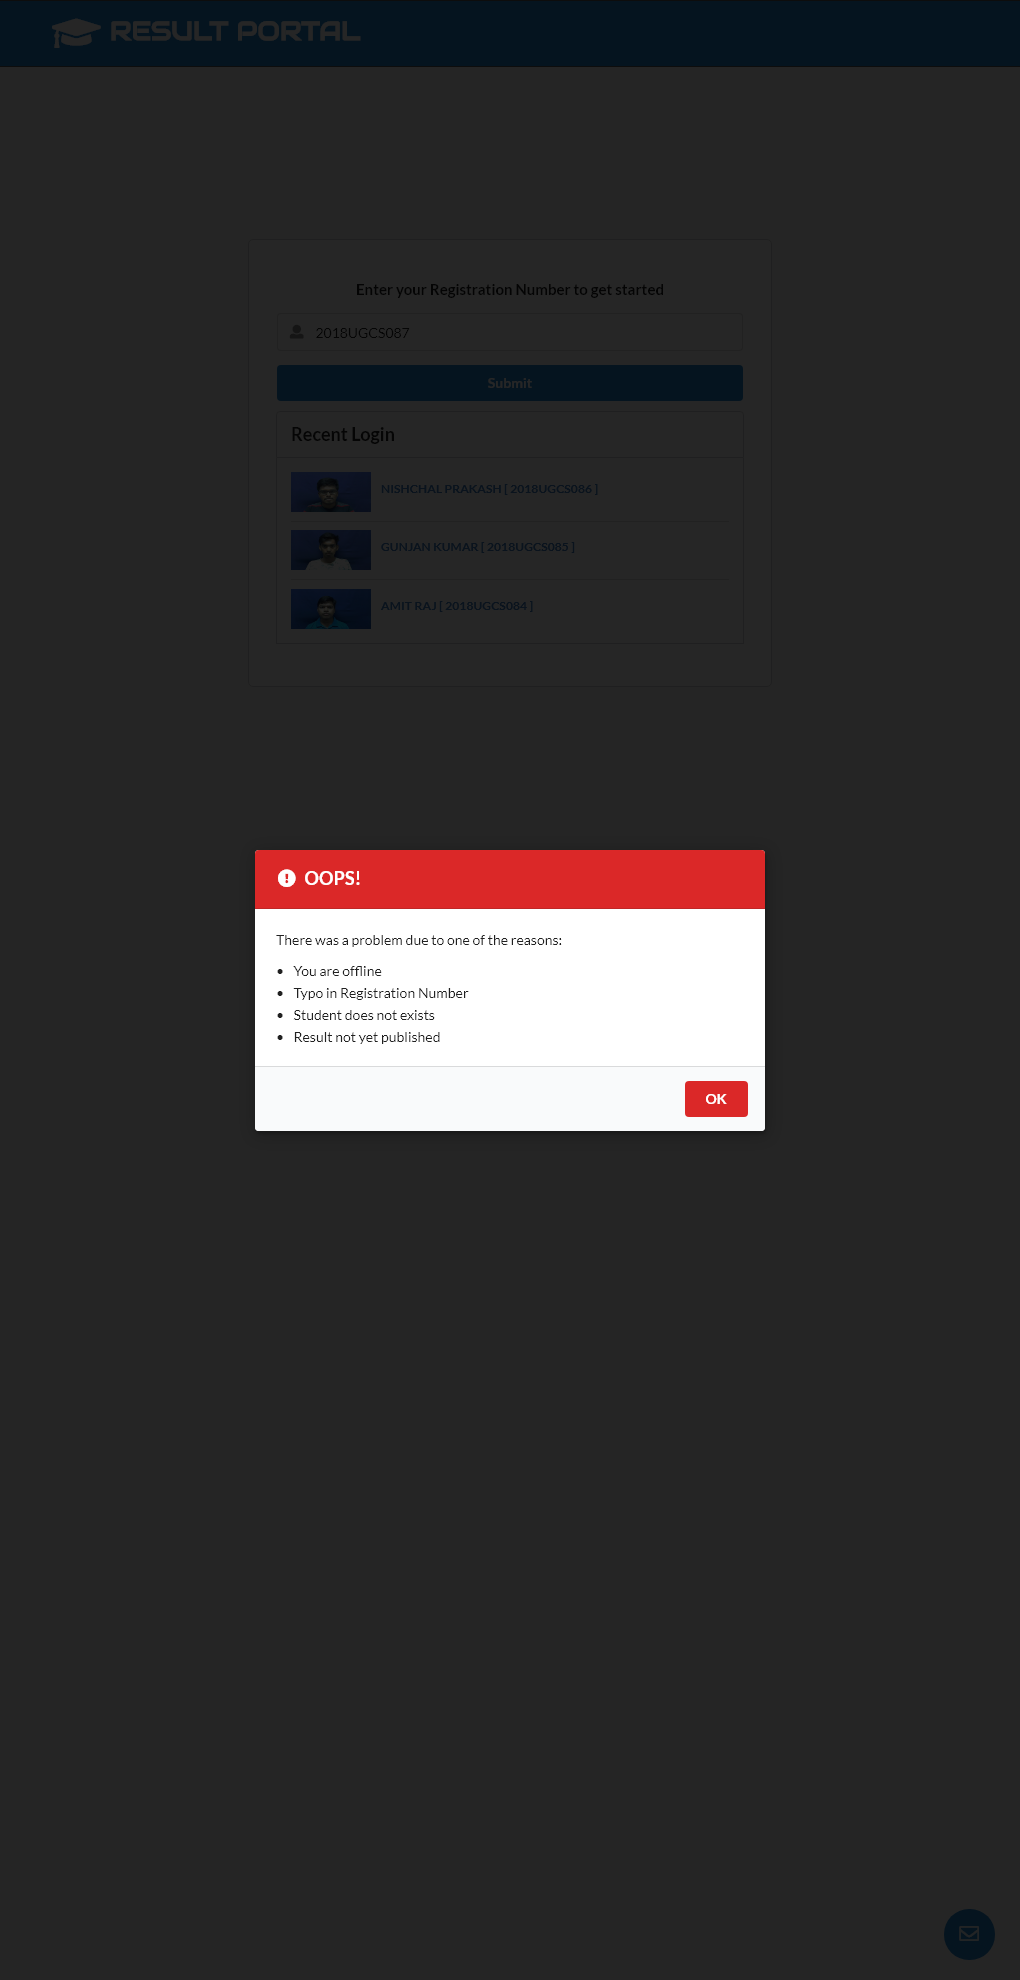 RESULT PORTAL
Enter your Registration Number to get started
2018UGCS087
Submit
Recent Login
NISHCHAL PRAKASH [ 2018UGCS086 ]
GUNJAN KUMAR [ 2018UGCS085 ]
AMIT RAJ [ 2018UGCS084 ]
OOPS!
There was a problem due to one of the reasons:
• You are offline
• Typo in Registration Number
• Student does not exists
• Result not yet published
OK